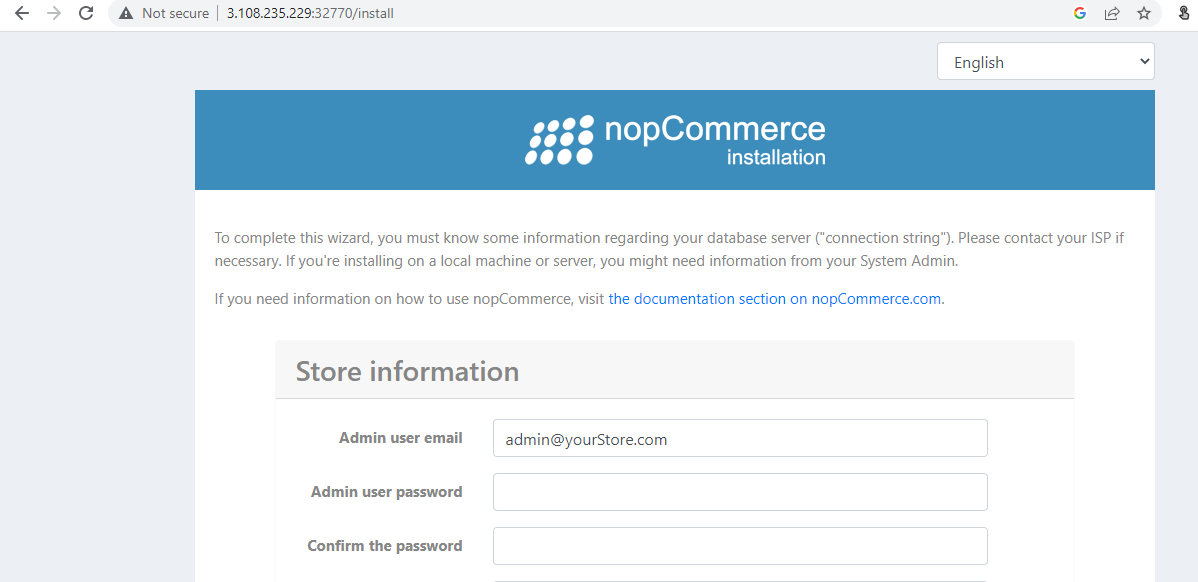 Not secure | 3.108.235.229:32770/install
English
nopCommerce
installation
To complete this wizard, you must know some information regarding your database server ("connection string"). Please contact your ISP if
necessary. If you're installing on a local machine or server, you might need information from your System Admin.
If you need information on how to use nopCommerce, visit the documentation section on nopCommerce.com.
Store information
Admin user email admin@yourStore.com
Admin user password
Confirm the password